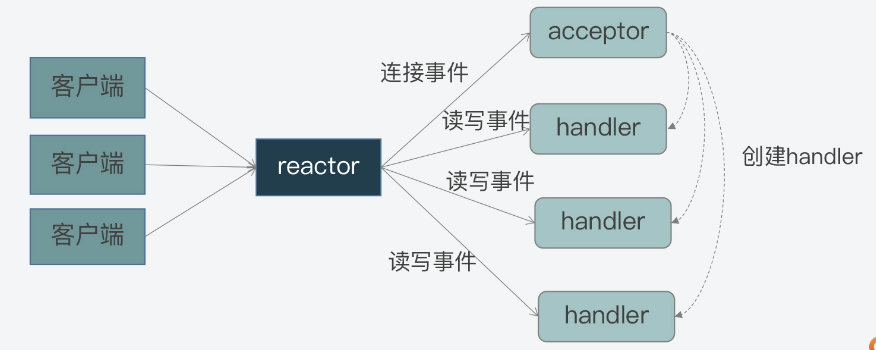 客户端
客户端
客户端
reactor
连接事件
读写事件
读写事件
读写事件
acceptor
handler
handler
handler
创建handler